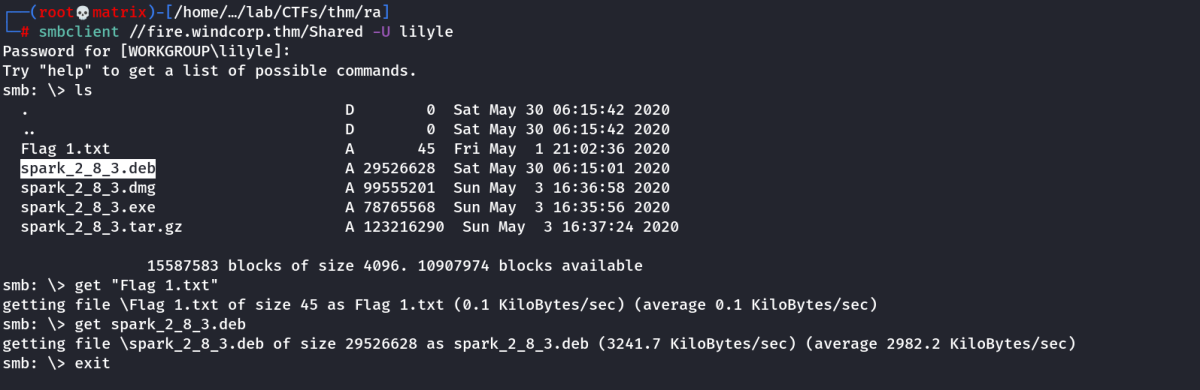 ┌──(root💀matrix)-[/home/…/lab/CTFs/thm/ra]
└─# smbclient //fire.windcorp.thm/Shared -U lilyle
Password for [WORKGROUP\lilyle]:
Try "help" to get a list of possible commands.
smb: \> ls
  .                                   D        0  Sat May 30 06:15:42 2020
  ..                                  D        0  Sat May 30 06:15:42 2020
  Flag 1.txt                          A       45  Fri May  1 21:02:36 2020
  spark_2_8_3.deb                     A 29526628  Sat May 30 06:15:01 2020
  spark_2_8_3.dmg                     A 99555201  Sun May  3 16:36:58 2020
  spark_2_8_3.exe                     A 78765568  Sun May  3 16:35:56 2020
  spark_2_8_3.tar.gz                  A 123216290  Sun May  3 16:37:24 2020
                15587583 blocks of size 4096. 10907974 blocks available
smb: \> get "Flag 1.txt"
getting file \Flag 1.txt of size 45 as Flag 1.txt (0.1 KiloBytes/sec) (average 0.1 KiloBytes/sec)
smb: \> get spark_2_8_3.deb
getting file \spark_2_8_3.deb of size 29526628 as spark_2_8_3.deb (3241.7 KiloBytes/sec) (average 2982.2 KiloBytes/sec)
smb: \> exit